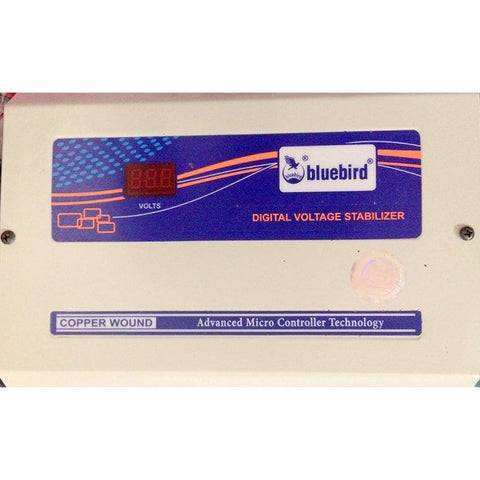 bluebird®
VOLTS
DIGITAL VOLTAGE STABILIZER
COPPER WOUND Advanced Micro Controller Technology